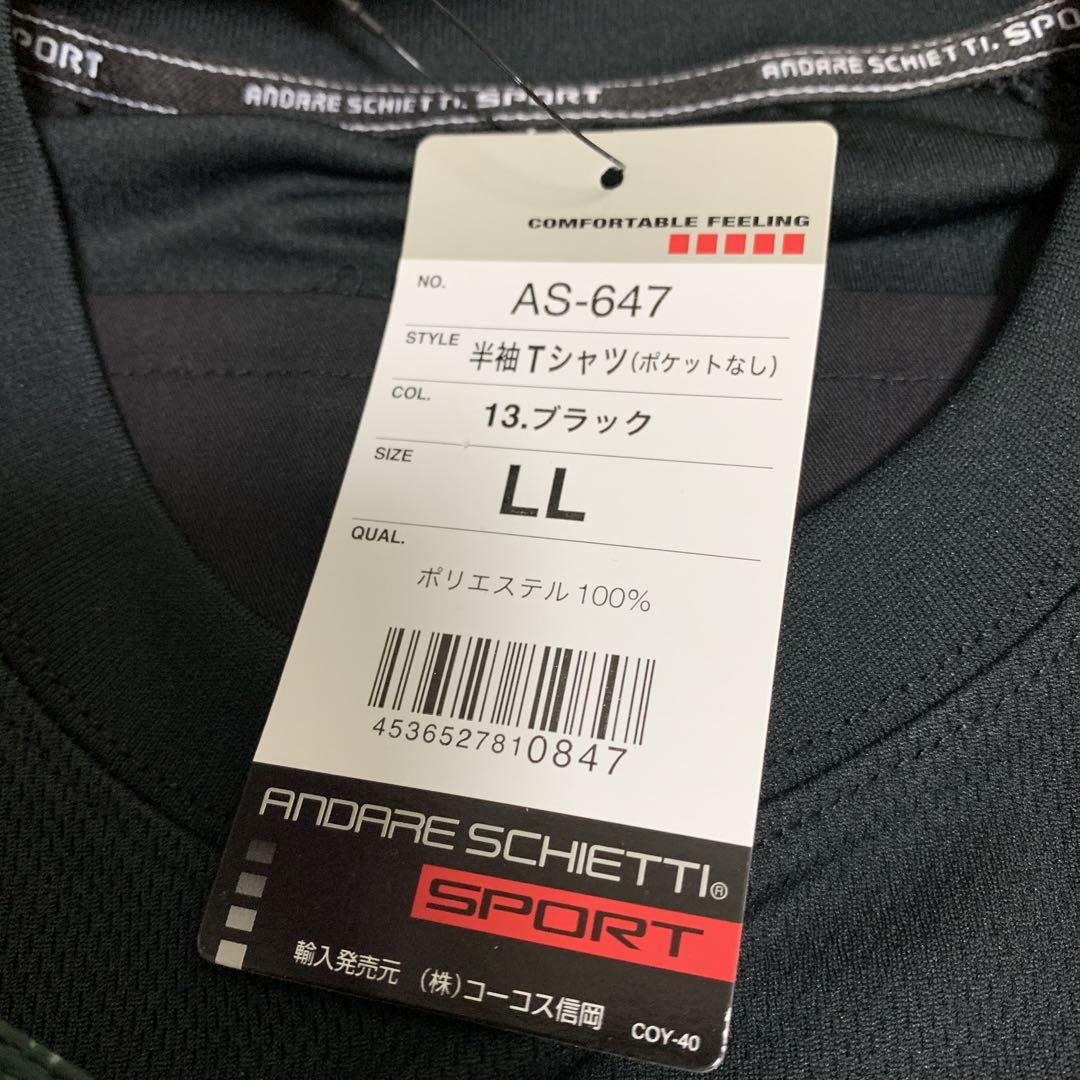 PORT
ANDARE SCHIETTI. SPORT
ANDARE SCHIETTI. SPO
COMFORTABLE FEELING
NO.
AS-647
STYLE
半袖Tシャツ(ポケットなし)
COL.
13.ブラック
SIZE
LL
QUAL.
ポリエステル100%
4536527810847
ANDARE SCHIETTI®
SPORT
輸入発売元 (株)コーコス信岡
COY-40